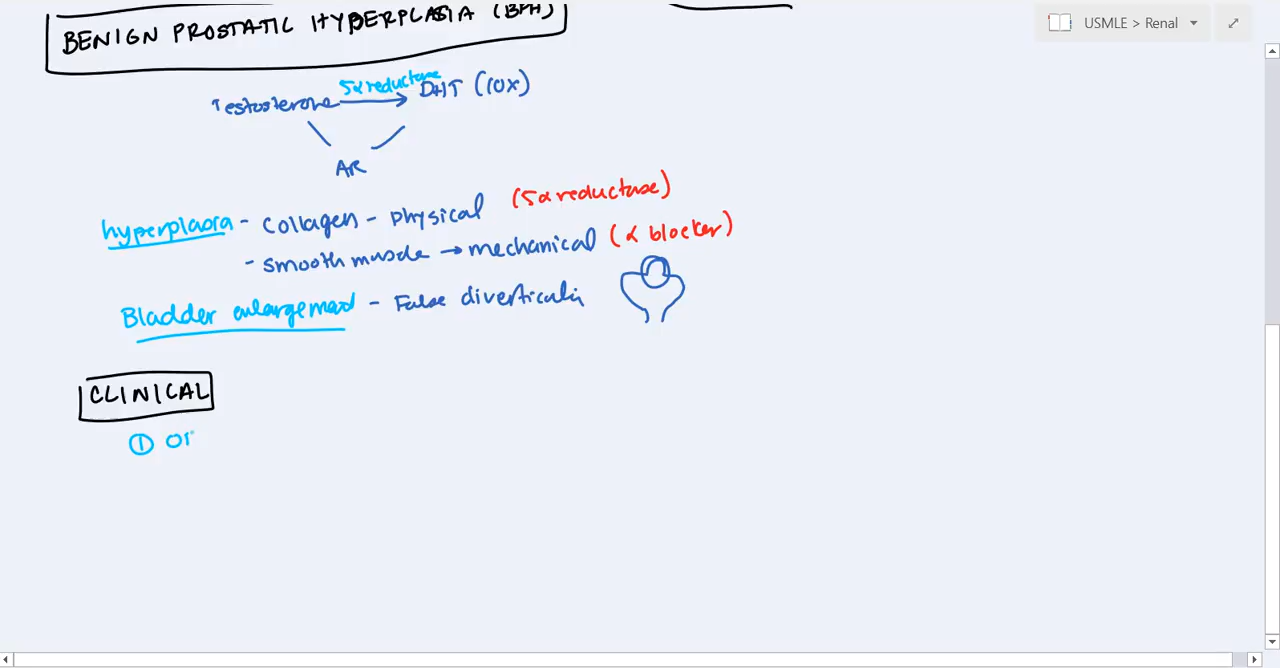 USMLE > Renal
BENIGN PROSTATIC HYPERPLASIA (BPH)
Testosterone 5α reductase DHT (10x)
AR
hyperplasia - collagen - physical (5α reductase)
- smooth muscle → mechanical (α blocker)
Bladder enlargement - False diverticuli
CLINICAL
① Or